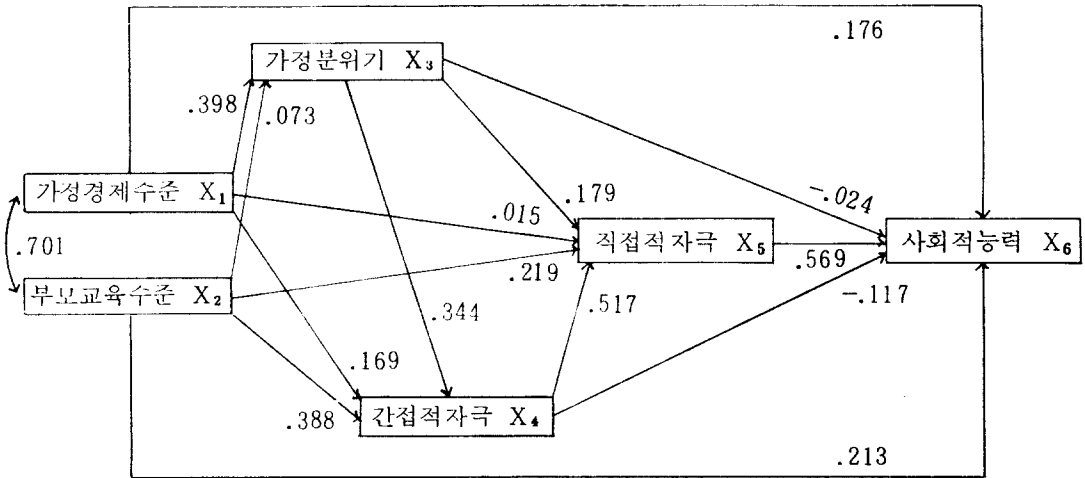 .176
가정분위기 X₃
.398
.073
가정경제수준 X₁
.179
-.024
.015
직접적자극 X₅
사회적능력 X₆
.701
.219
.569
부모교육수준 X₂
-.117
.344
.517
.169
간접적자극 X₄
.388
.213